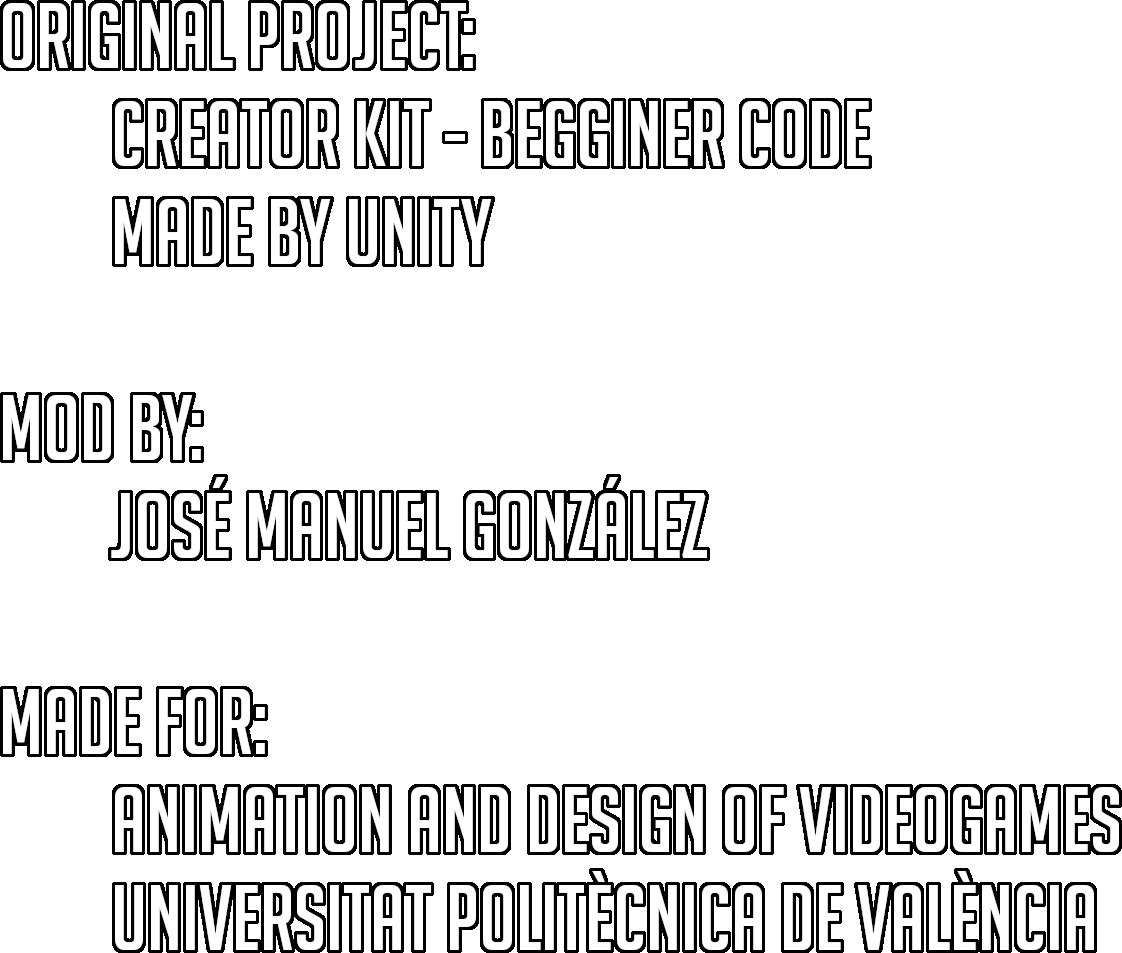 ORIGINAL PROJECT:
CREATOR KIT - BEGGINER CODE
MADE BY UNITY
MOD BY:
JOSÉ MANUEL GONZÁLEZ
MADE FOR:
ANIMATION AND DESIGN OF VIDEOGAMES
UNIVERSITAT POLITÈCNICA DE VALÈNCIA